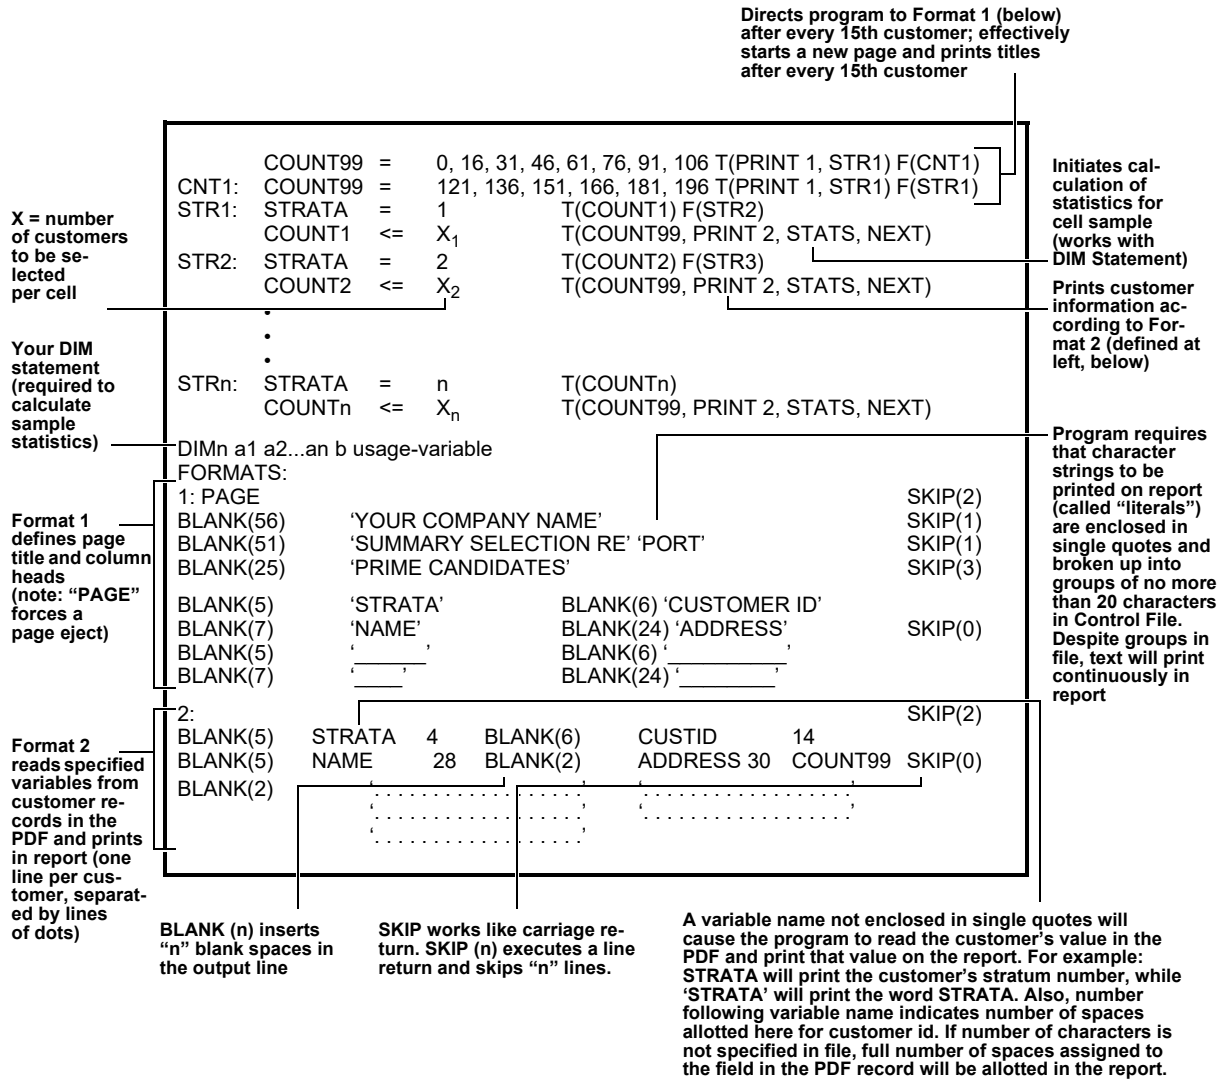 Directs program to Format 1 (below)
after every 15th customer; effectively
starts a new page and prints titles
after every 15th customer
COUNT99 = 0, 16, 31, 46, 61, 76, 91, 106 T(PRINT 1, STR1) F(CNT1)
CNT1: COUNT99 = 121, 136, 151, 166, 181, 196 T(PRINT 1, STR1) F(STR1)
STR1: STRATA = 1 T(COUNT1) F(STR2)
COUNT1 <= X1 T(COUNT99, PRINT 2, STATS, NEXT)
STR2: STRATA = 2 T(COUNT2) F(STR3)
COUNT2 <= X2 T(COUNT99, PRINT 2, STATS, NEXT)
•
•
•
STRn: STRATA = n T(COUNTn)
COUNTn <= Xn T(COUNT99, PRINT 2, STATS, NEXT)
DIMn a1 a2...an b usage-variable
FORMATS:
1: PAGE SKIP(2)
BLANK(56) ‘YOUR COMPANY NAME’ SKIP(1)
BLANK(51) ‘SUMMARY SELECTION RE’ ‘PORT’ SKIP(1)
BLANK(25) ‘PRIME CANDIDATES’ SKIP(3)
BLANK(5) ‘STRATA’ BLANK(6) ‘CUSTOMER ID’
BLANK(7) ‘NAME’ BLANK(24) ‘ADDRESS’ SKIP(0)
BLANK(5) ‘______’ BLANK(6) ‘___________’
BLANK(7) ‘____’ BLANK(24) ‘________’
2: SKIP(2)
BLANK(5) STRATA 4 BLANK(6) CUSTID 14
BLANK(5) NAME 28 BLANK(2) ADDRESS 30 COUNT99 SKIP(0)
BLANK(2) ‘. . . . . . . . . . . . . . . . . .’ ‘. . . . . . . . . . . . . . . . . .’
‘. . . . . . . . . . . . . . . . . .’ ‘. . . . . . . . . . . . . . . . . .’
‘. . . . . . . . . . . . . . . . . .’
X = number
of customers
to be se-
lected
per cell
Your DIM
statement
(required to
calculate
sample
statistics)
Format 1
defines page
title and column
heads
(note: “PAGE”
forces a
page eject)
Format 2
reads specified
variables from
customer re-
cords in the
PDF and prints
in report (one
line per cus-
tomer, separat-
ed by lines
of dots)
Initiates cal-
culation of
statistics for
cell sample
(works with
DIM Statement)
Prints customer
information ac-
cording to For-
mat 2 (defined at
left, below)
Program requires
that character
strings to be
printed on report
(called “literals”)
are enclosed in
single quotes and
broken up into
groups of no more
than 20 characters
in Control File.
Despite groups in
file, text will print
continuously in
report
BLANK (n) inserts
“n” blank spaces in
the output line
SKIP works like carriage re-
turn. SKIP (n) executes a line
return and skips “n” lines.
A variable name not enclosed in single quotes will
cause the program to read the customer’s value in the
PDF and print that value on the report. For example:
STRATA will print the customer’s stratum number, while
‘STRATA’ will print the word STRATA. Also, number
following variable name indicates number of spaces
allotted here for customer id. If number of characters is
not specified in file, full number of spaces assigned to
the field in the PDF record will be allotted in the report.